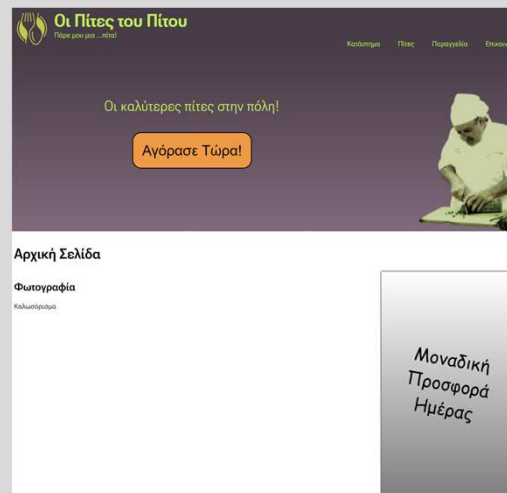 Οι Πίτες του Πίτου
Πάρε μου μια ...πίτα!
Κατάστημα Πίτες Παραγγελία
Οι καλύτερες πίτες στην πόλη!
Αγόρασε Τώρα!
Αρχική Σελίδα
Φωτογραφία
Καλωσόρισμα
Μοναδική
Προσφορά
Ημέρας